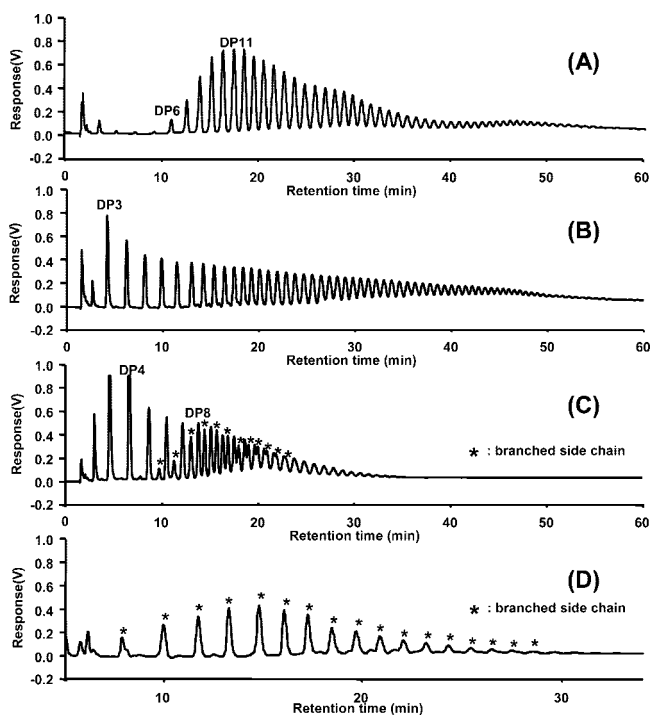 1.0
0.8
0.6
0.4
0.2
0.0
-0.2
Response(V)
DP11
DP6
(A)
0 10 20 30 40 50 60
Retention time (min)
1.0
0.8
0.6
0.4
0.2
0.0
-0.2
Response(V)
DP3
(B)
0 10 20 30 40 50 60
Retention time (min)
1.0
0.8
0.6
0.4
0.2
0.0
-0.2
Response(V)
DP4
DP8
* * * * * * * * * * * *
(C)
* : branched side chain
0 10 20 30 40 50 60
Retention time (min)
1.0
0.8
0.6
0.4
0.2
0.0
-0.2
Response(V)
(D)
* * * * * * * * * * * * * * * * *
* : branched side chain
10 20 30
Retention time (min)